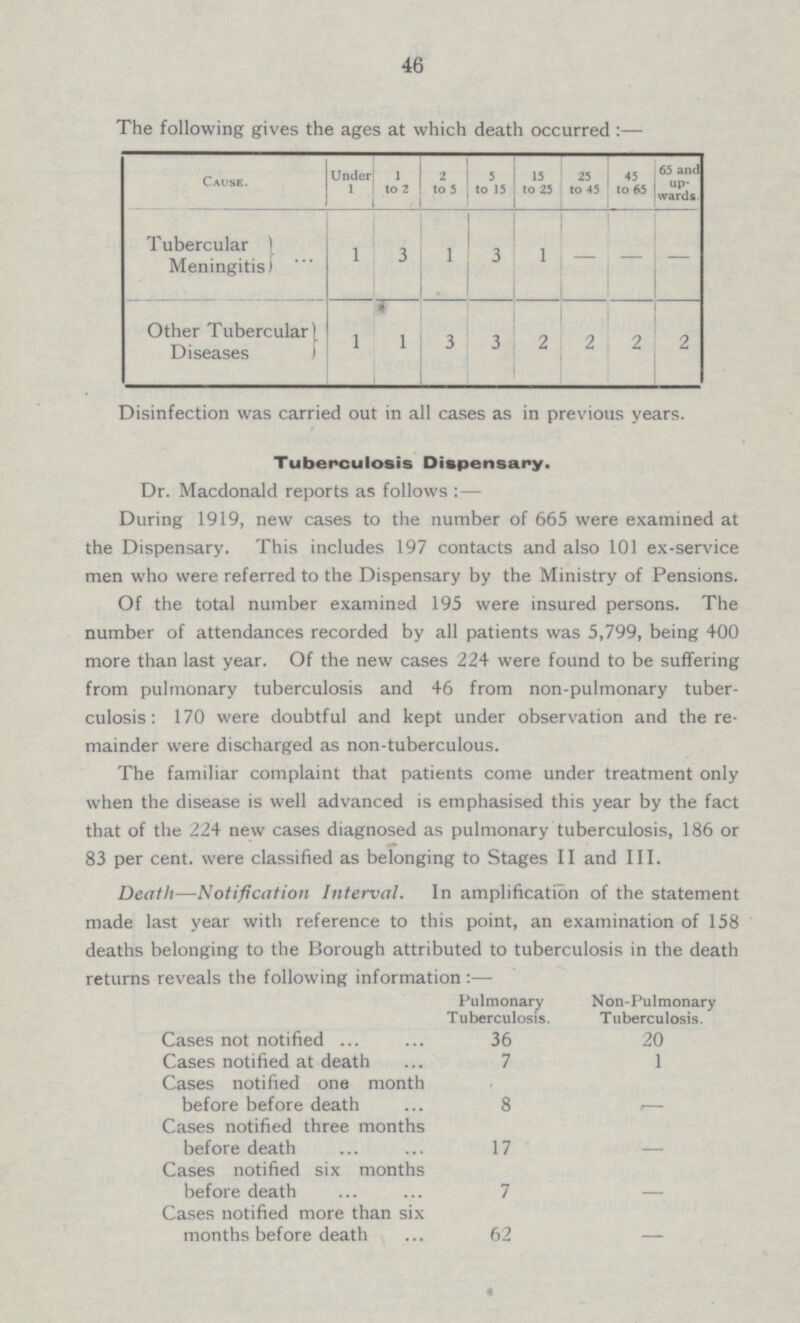 46
The following gives the ages at which death occurred :—
Cause. Under 1 1 to 2 2 to 5 5 to 15 15 to 25 25 to 45 45 to 65 65 and up-wards.
Tubercular Meningitis } ... 1 3 1 3 1 — — —
Other Tubercular Diseases } 1 1 3 3 2 2 2 2
Disinfection was carried out in all cases as in previous years.
Tuberculosis Dispensary.
Dr. Macdonald reports as follows :—
During 1919, new cases to the number of 665 were examined at
the Dispensary. This includes 197 contacts and also 101 ex-service
men who were referred to the Dispensary by the Ministry of Pensions.
Of the total number examined 195 were insured persons. The
number of attendances recorded by all patients was 5,799, being 400
more than last year. Of the new cases 224 were found to be suffering
from pulmonary tuberculosis and 46 from non-pulmonary tuber-
culosis: 170 were doubtful and kept under observation and the re-
mainder were discharged as non-tuberculous.
The familiar complaint that patients come under treatment only
when the disease is well advanced is emphasised this year by the fact
that of the 224 new cases diagnosed as pulmonary tuberculosis, 186 or
83 per cent. were classified as belonging to Stages II and III.
Death—Notification Interval. In amplification of the statement
made last year with reference to this point, an examination of 158
deaths belonging to the Borough attributed to tuberculosis in the death
returns reveals the following information :—
Pulmonary Non-Pulmonary
Tuberculosis. Tuberculosis.
Cases not notified ... ... 36 20
Cases notified at death ... 7 1
Cases notified one month
before before death ... 8 —
Cases notified three months
before death ... ... 17 —
Cases notified six months
before death ... ... 7 —
Cases notified more than six
months before death ... 62 —